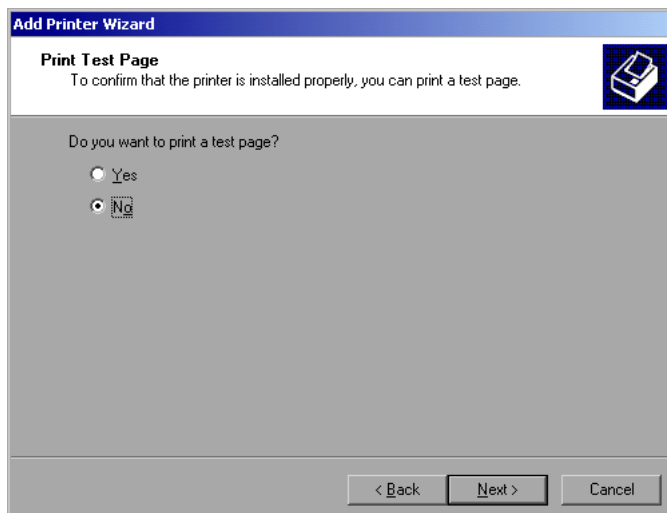 Add Printer Wizard
Print Test Page
To confirm that the printer is installed properly, you can print a test page.
Do you want to print a test page?
Yes
No
< Back Next > Cancel